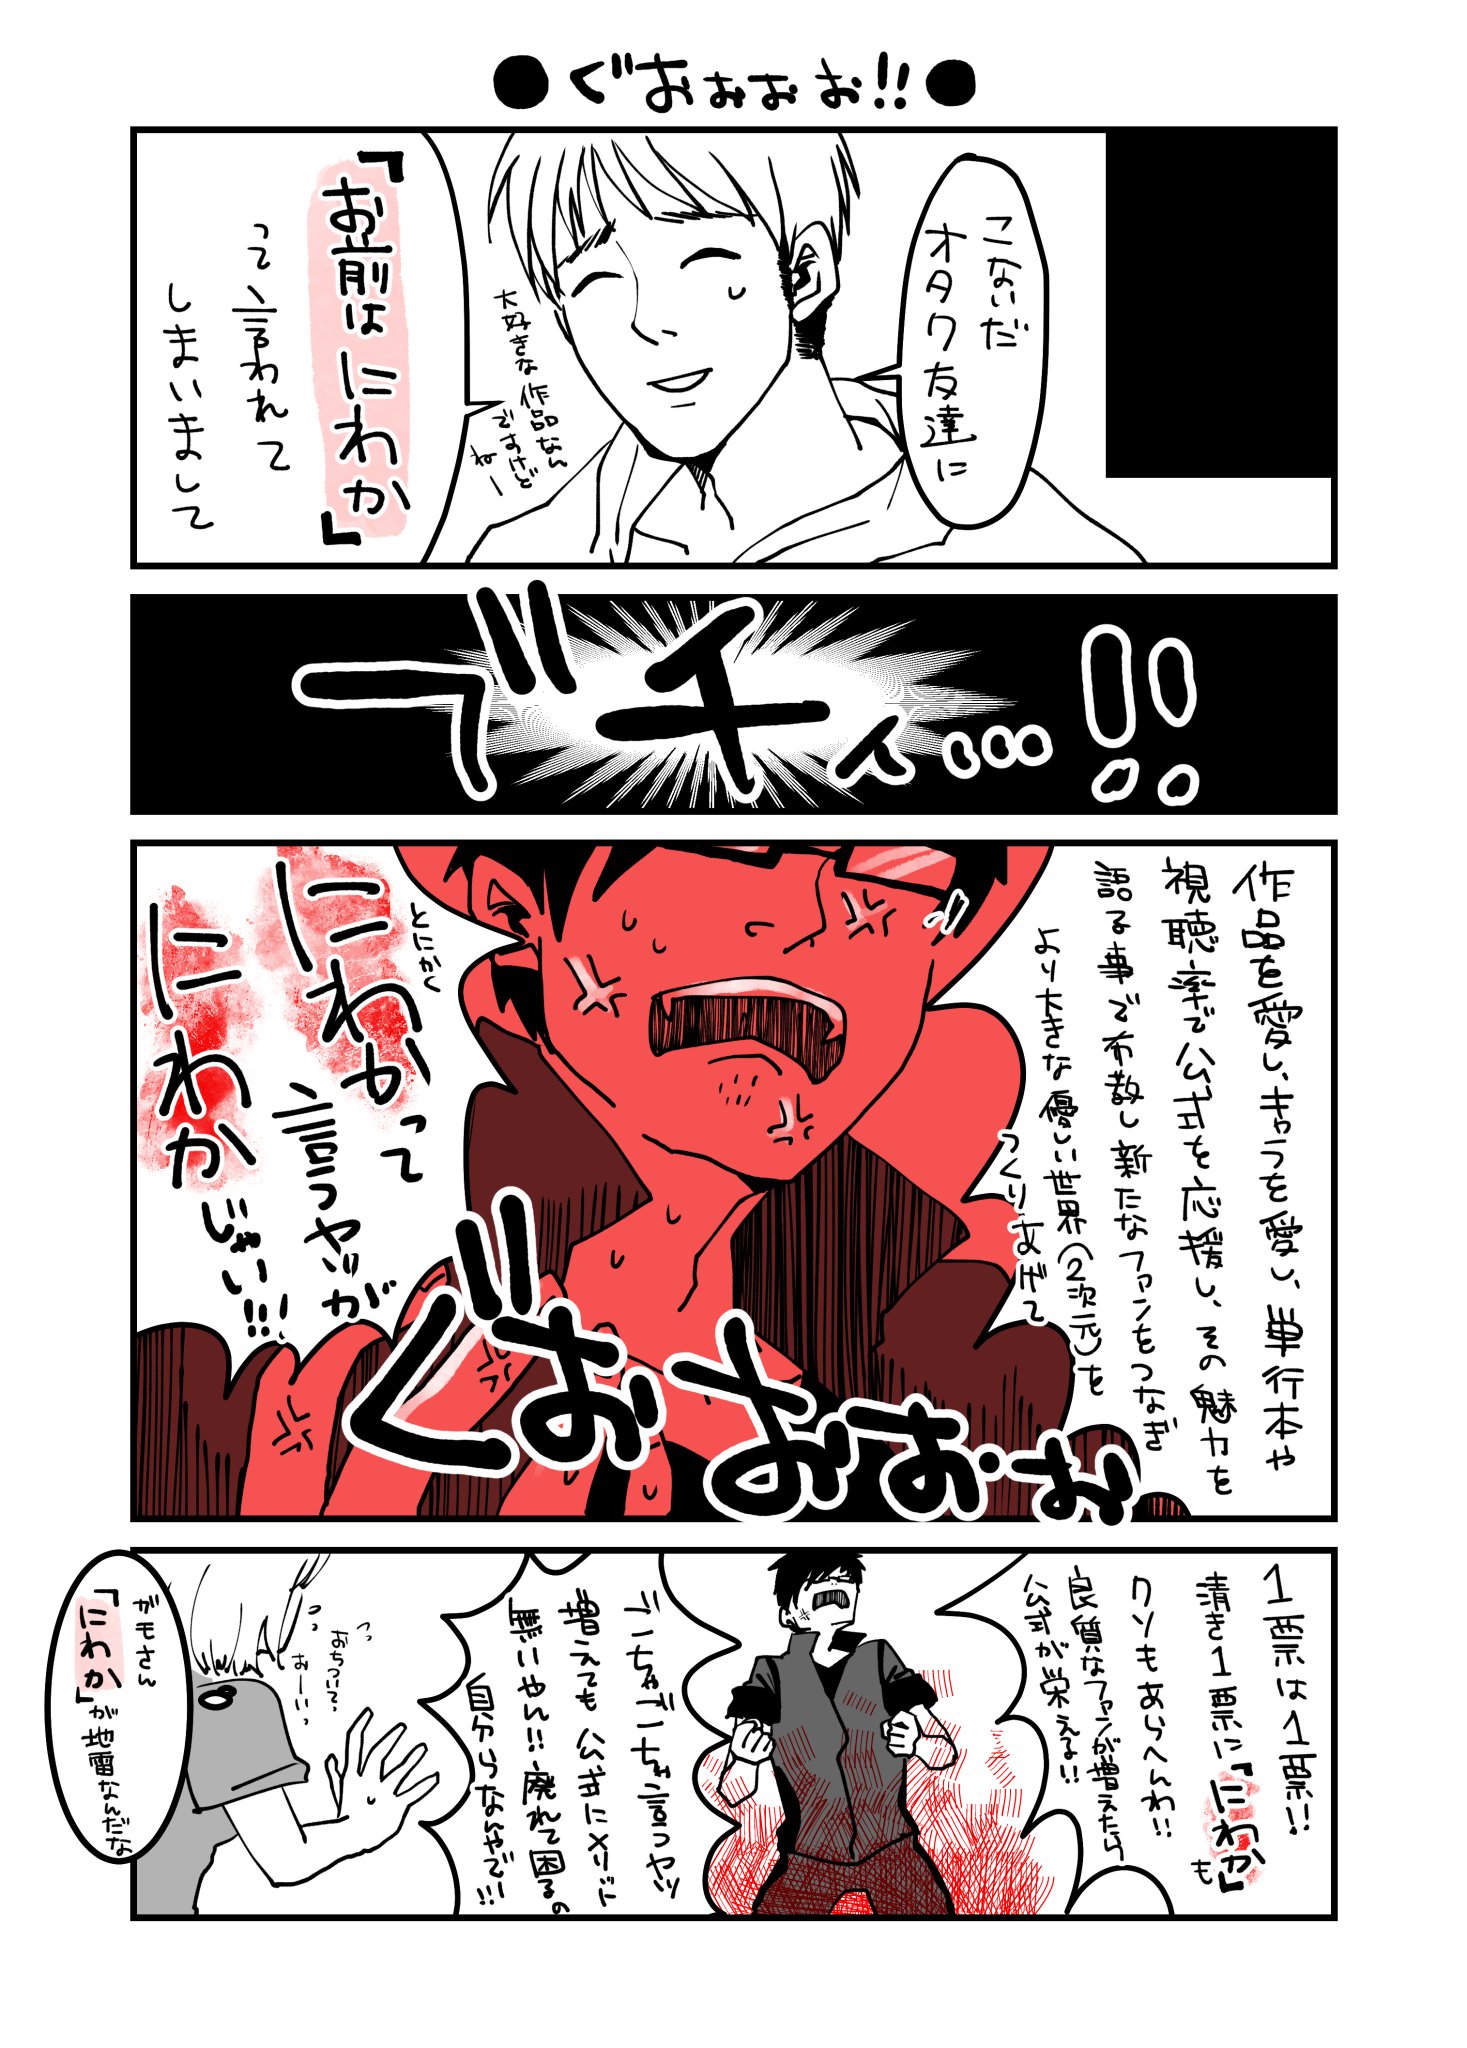 ●ぐおぉぉぉ!!●
こないだ
オタク友達に
大好きな
作品なん
ですけど
ねー
『お前はにわか』
って言われて
しまいまして
ブチィ…!!
作品を愛し、キャラを愛し、単行本や
視聴率で公式を応援し、その魅力を
語る事で布教し新たなファンをつなぎ
より大きな優しい世界(2次元)を
つくりあげて
とにかく
にわかって
言うヤツが
にわかじゃい!!!
ぐおぉおぉ
1票は1票!!
清き1票に『にわか』も
クソもあらへんわ!!
良質なファンが増えたら
公式が栄える!!
ごちゃごちゃ言うヤツ
増えても公式にメリット
無いやん!!廃れて困るの
自分らなんやで!!!
おちついてっ
おーいっ
ガモさん
『にわか』が地雷なんだな